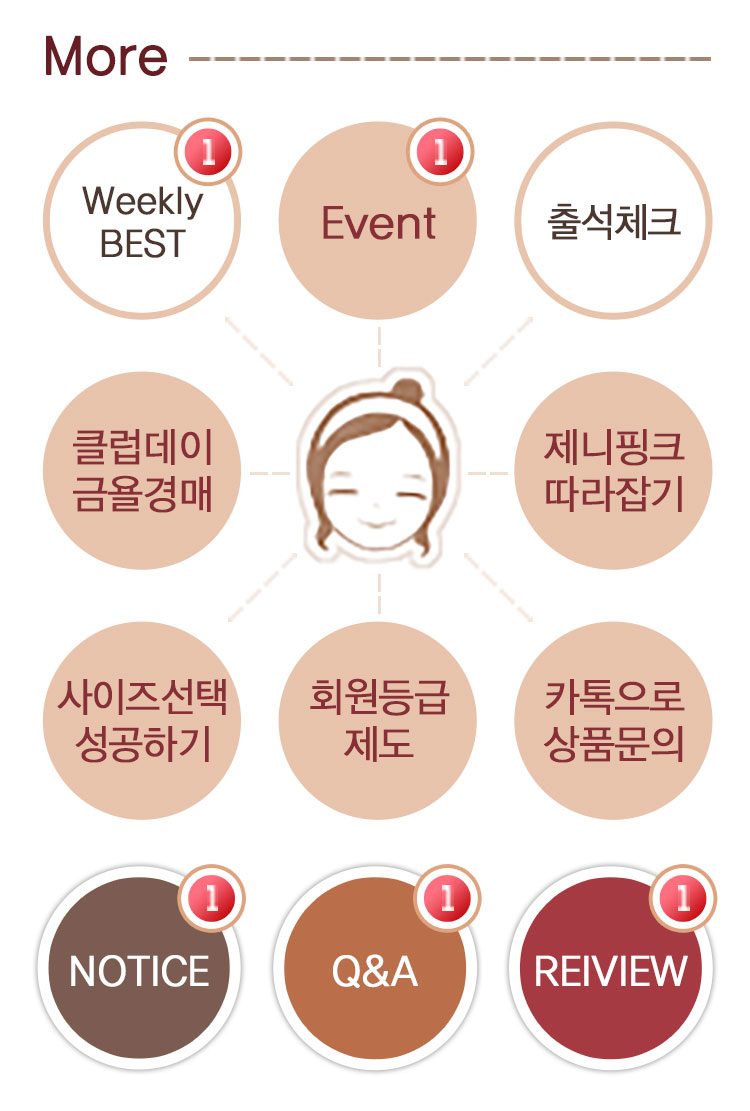 More
1
1
Weekly
BEST
Event
출석체크
클럽데이
금욜경매
제니핑크
따라잡기
사이즈선택
성공하기
회원등급
제도
카톡으로
상품문의
1
1
1
NOTICE
Q&A
REIVIEW